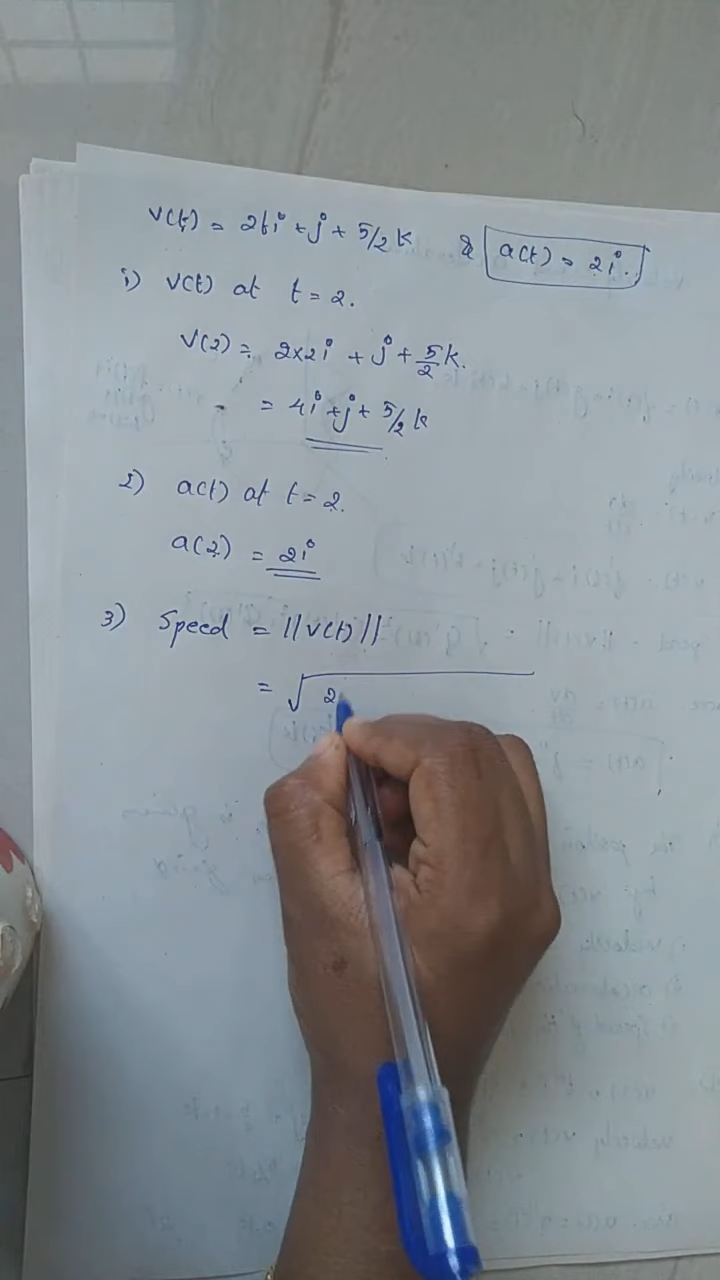 v(t) = 2ti + j + 5/2 k & a(t) = 2i.
i) v(t) at t = 2.
v(2) = 2×2i + j + 5/2 k.
= 4i + j + 5/2 k
2) a(t) at t = 2.
a(2) = 2i
3) Speed = ||v(t)||
= √ 2